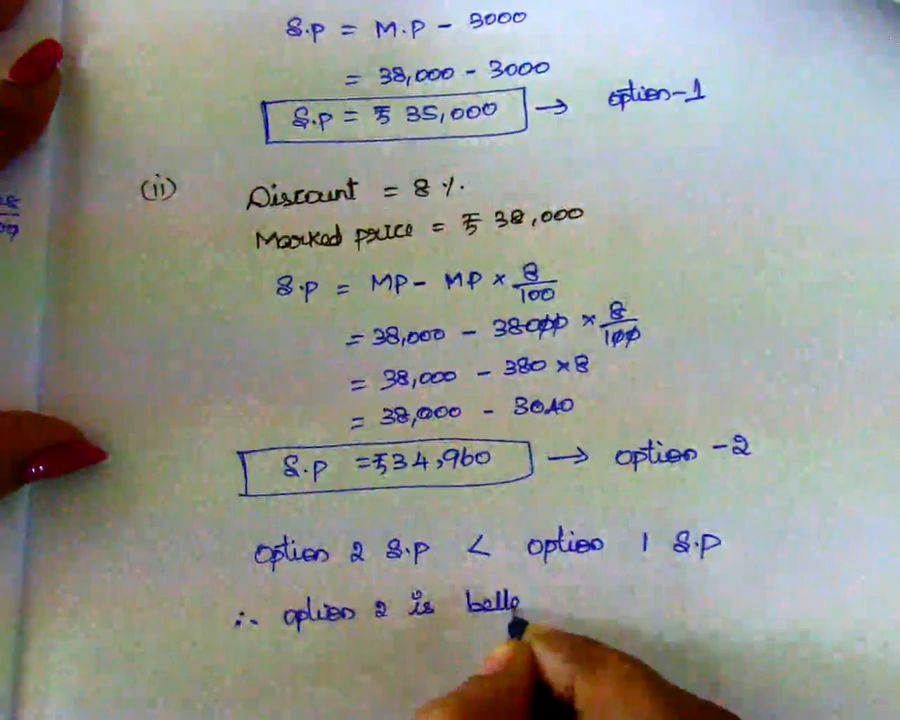 S.P = M.P - 3000
= 38,000 - 3000
S.P = ₹ 35,000 → option-1
(ii) Discount = 8 %.
Marked price = ₹ 38,000
S.P = MP - MP × 8/100
= 38,000 - 38000 × 8/100
= 38,000 - 380 × 8
= 38,000 - 3040
S.P = ₹34,960 → option -2
option 2 S.P < option 1 S.P
∴ option 2 is